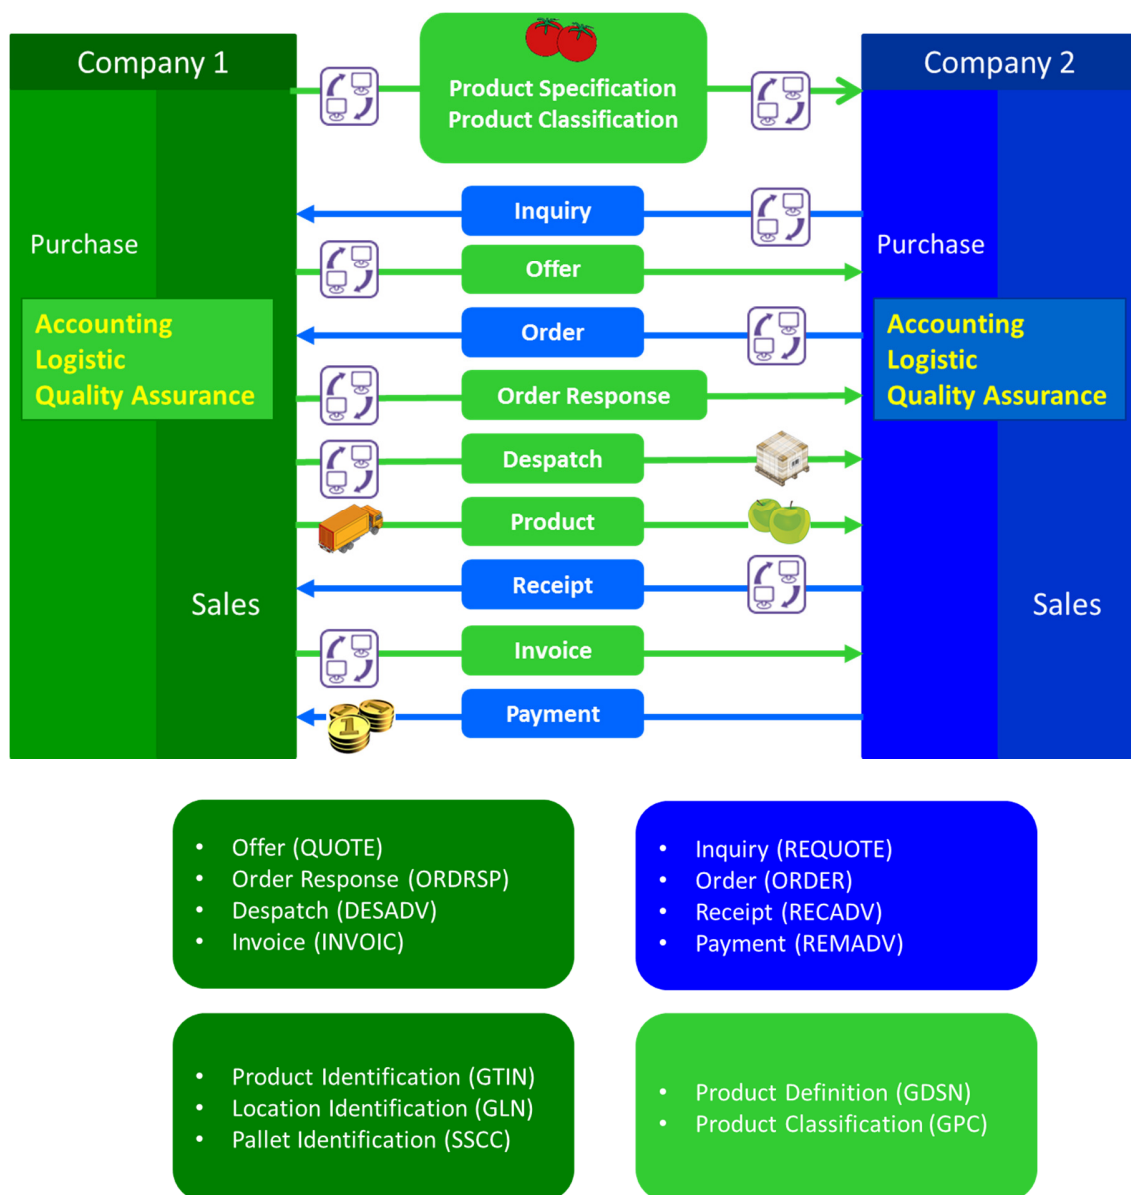 Company 1
Company 2
Product Specification
Product Classification
Inquiry
Purchase
Purchase
Offer
Accounting
Logistic
Quality Assurance
Order
Accounting
Logistic
Quality Assurance
Order Response
Despatch
Product
Receipt
Sales
Sales
Invoice
Payment
• Offer (QUOTE)
• Order Response (ORDRSP)
• Despatch (DESADV)
• Invoice (INVOIC)
• Inquiry (REQUOTE)
• Order (ORDER)
• Receipt (RECADV)
• Payment (REMADV)
• Product Identification (GTIN)
• Location Identification (GLN)
• Pallet Identification (SSCC)
• Product Definition (GDSN)
• Product Classification (GPC)